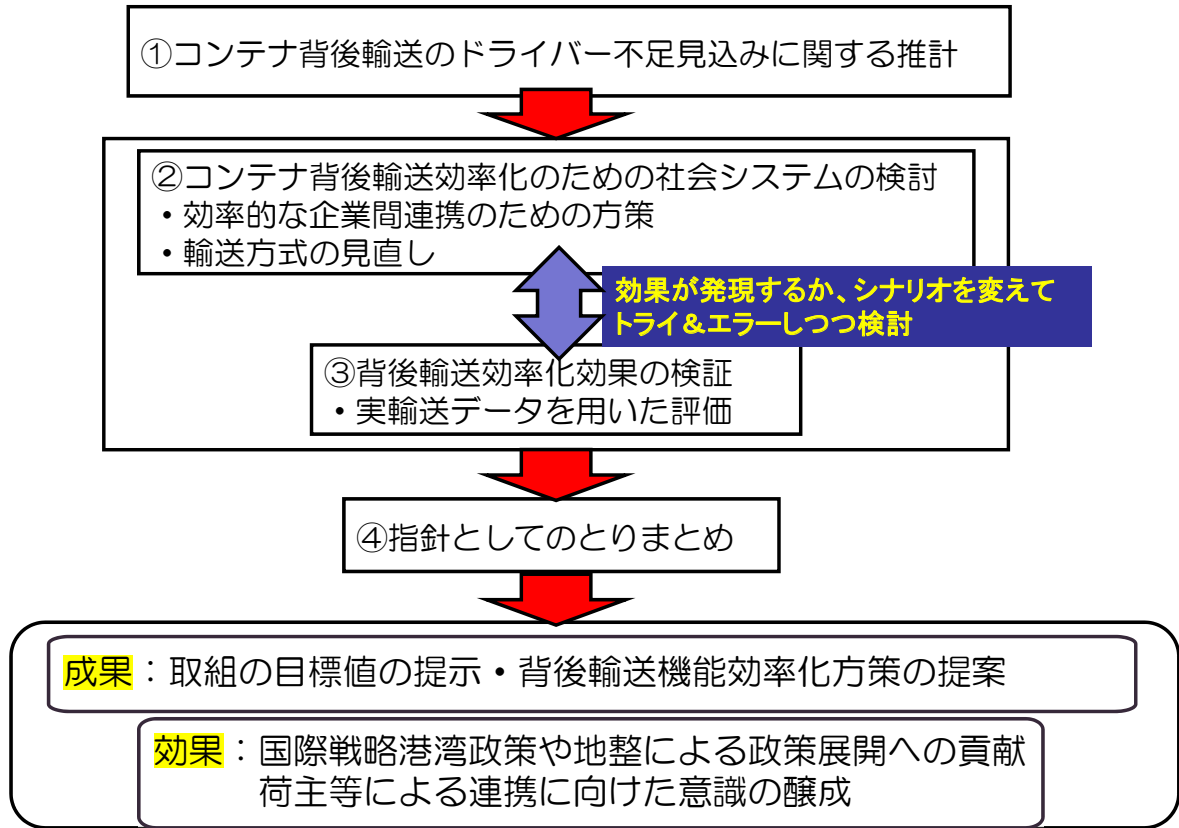 ①コンテナ背後輸送のドライバー不足見込みに関する推計
②コンテナ背後輸送効率化のための社会システムの検討
・効率的な企業間連携のための方策
・輸送方式の見直し
効果が発現するか、シナリオを変えて
トライ&エラーしつつ検討
③背後輸送効率化効果の検証
・実輸送データを用いた評価
④指針としてのとりまとめ
成果：取組の目標値の提示・背後輸送機能効率化方策の提案
効果：国際戦略港湾政策や地整による政策展開への貢献
荷主等による連携に向けた意識の醸成